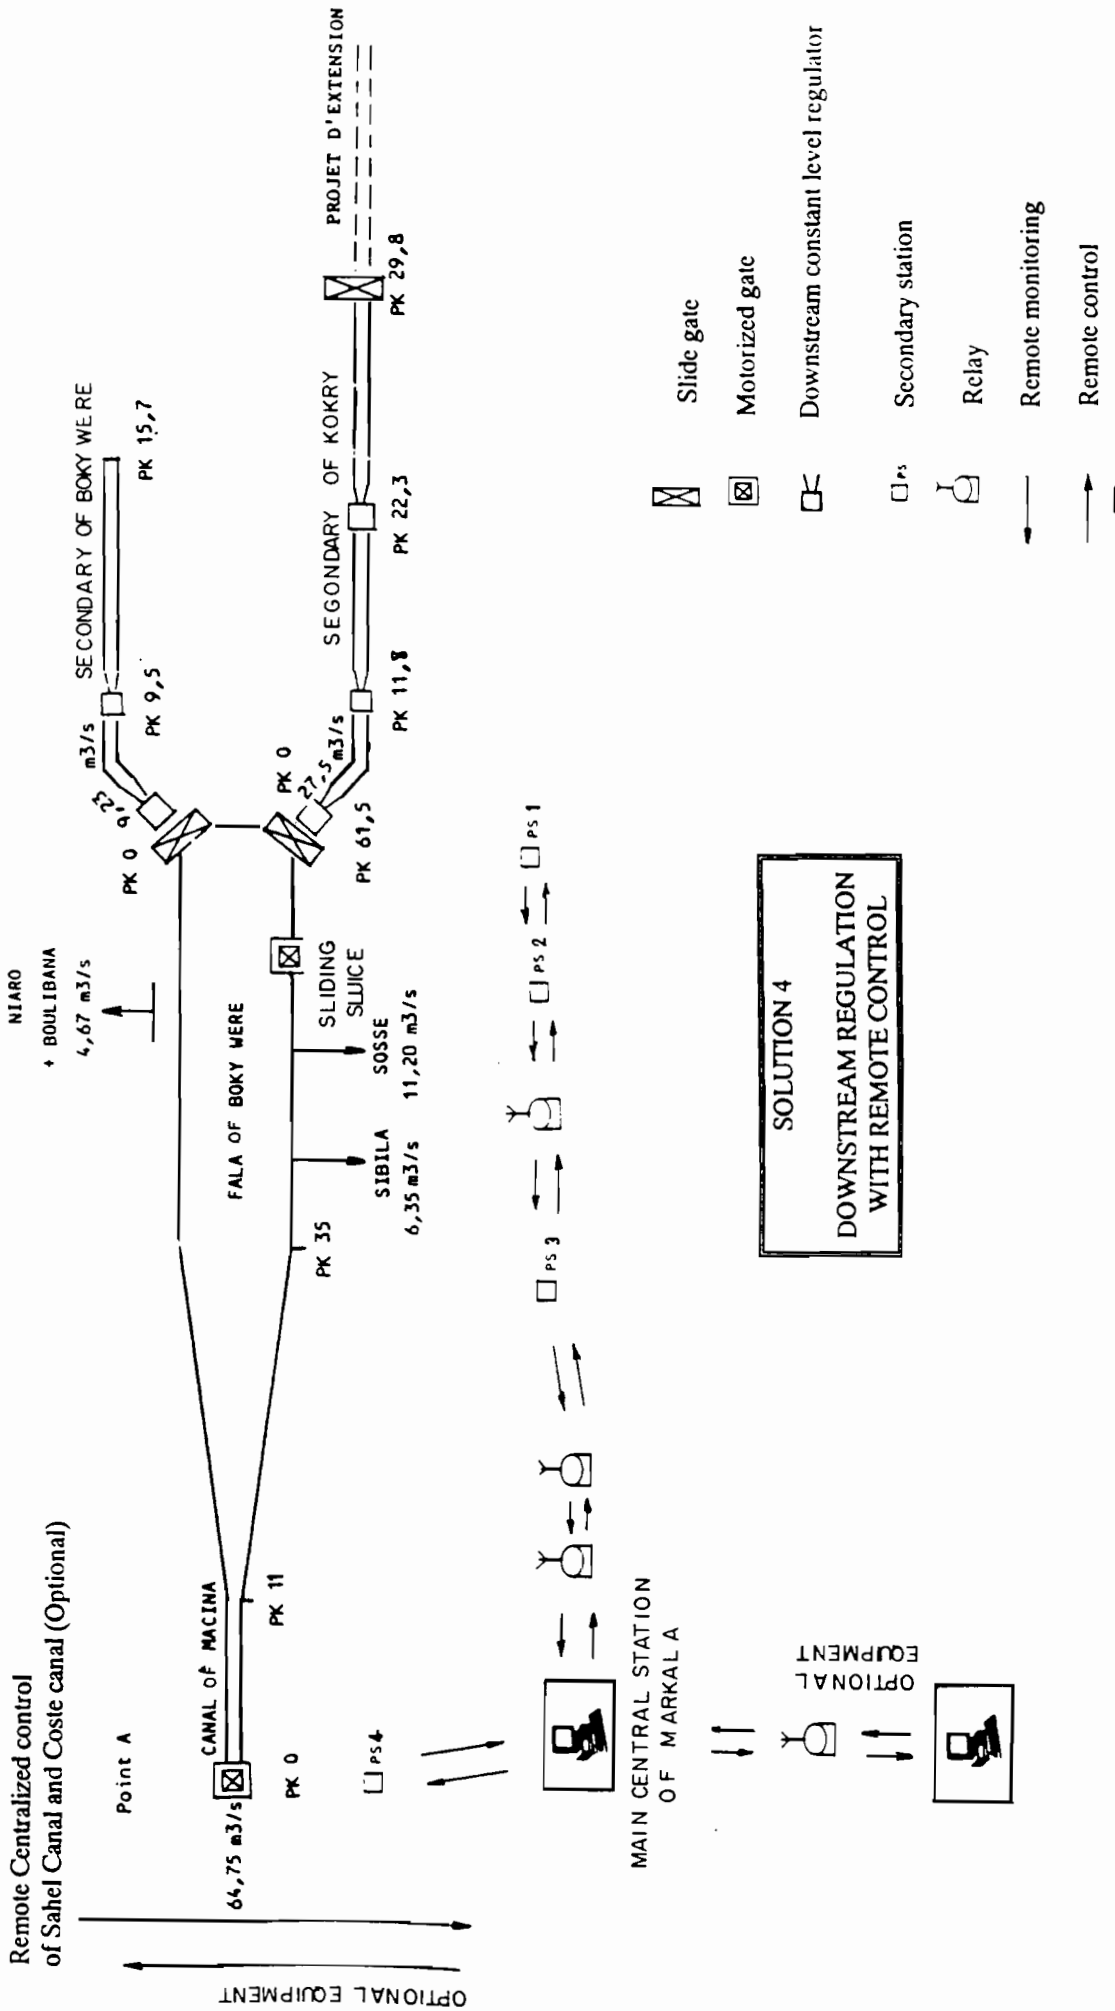 Remote Centralized control
of Sahel Canal and Coste canal (Optional)
OPTIONAL EQUIPMENT
Point A
64,75 m3/s
PK 0
CANAL OF MACINA
PK 11
PK 35
FALA OF BOKY WERE
NIARO
+ BOULIBANA
4,67 m3/s
SIBILA
6,35 m3/s
SOSSE
11,20 m3/s
SLIDING
SLUICE
PK 0
9,23 m3/s
SECONDARY OF BOKY WERE
PK 9,5
PK 15,7
PK 61,5
PK 0
27,5 m3/s
SEGONDARY OF KOKRY
PK 11,8
PK 22,3
PK 29,8
PROJET D'EXTENSION
PS4
PS 3
PS 2
PS 1
MAIN CENTRAL STATION
OF MARKALA
OPTIONAL
EQUIPMENT
SOLUTION 4
DOWNSTREAM REGULATION
WITH REMOTE CONTROL
Slide gate
Motorized gate
Downstream constant level regulator
PS
Secondary station
Relay
Remote monitoring
Remote control